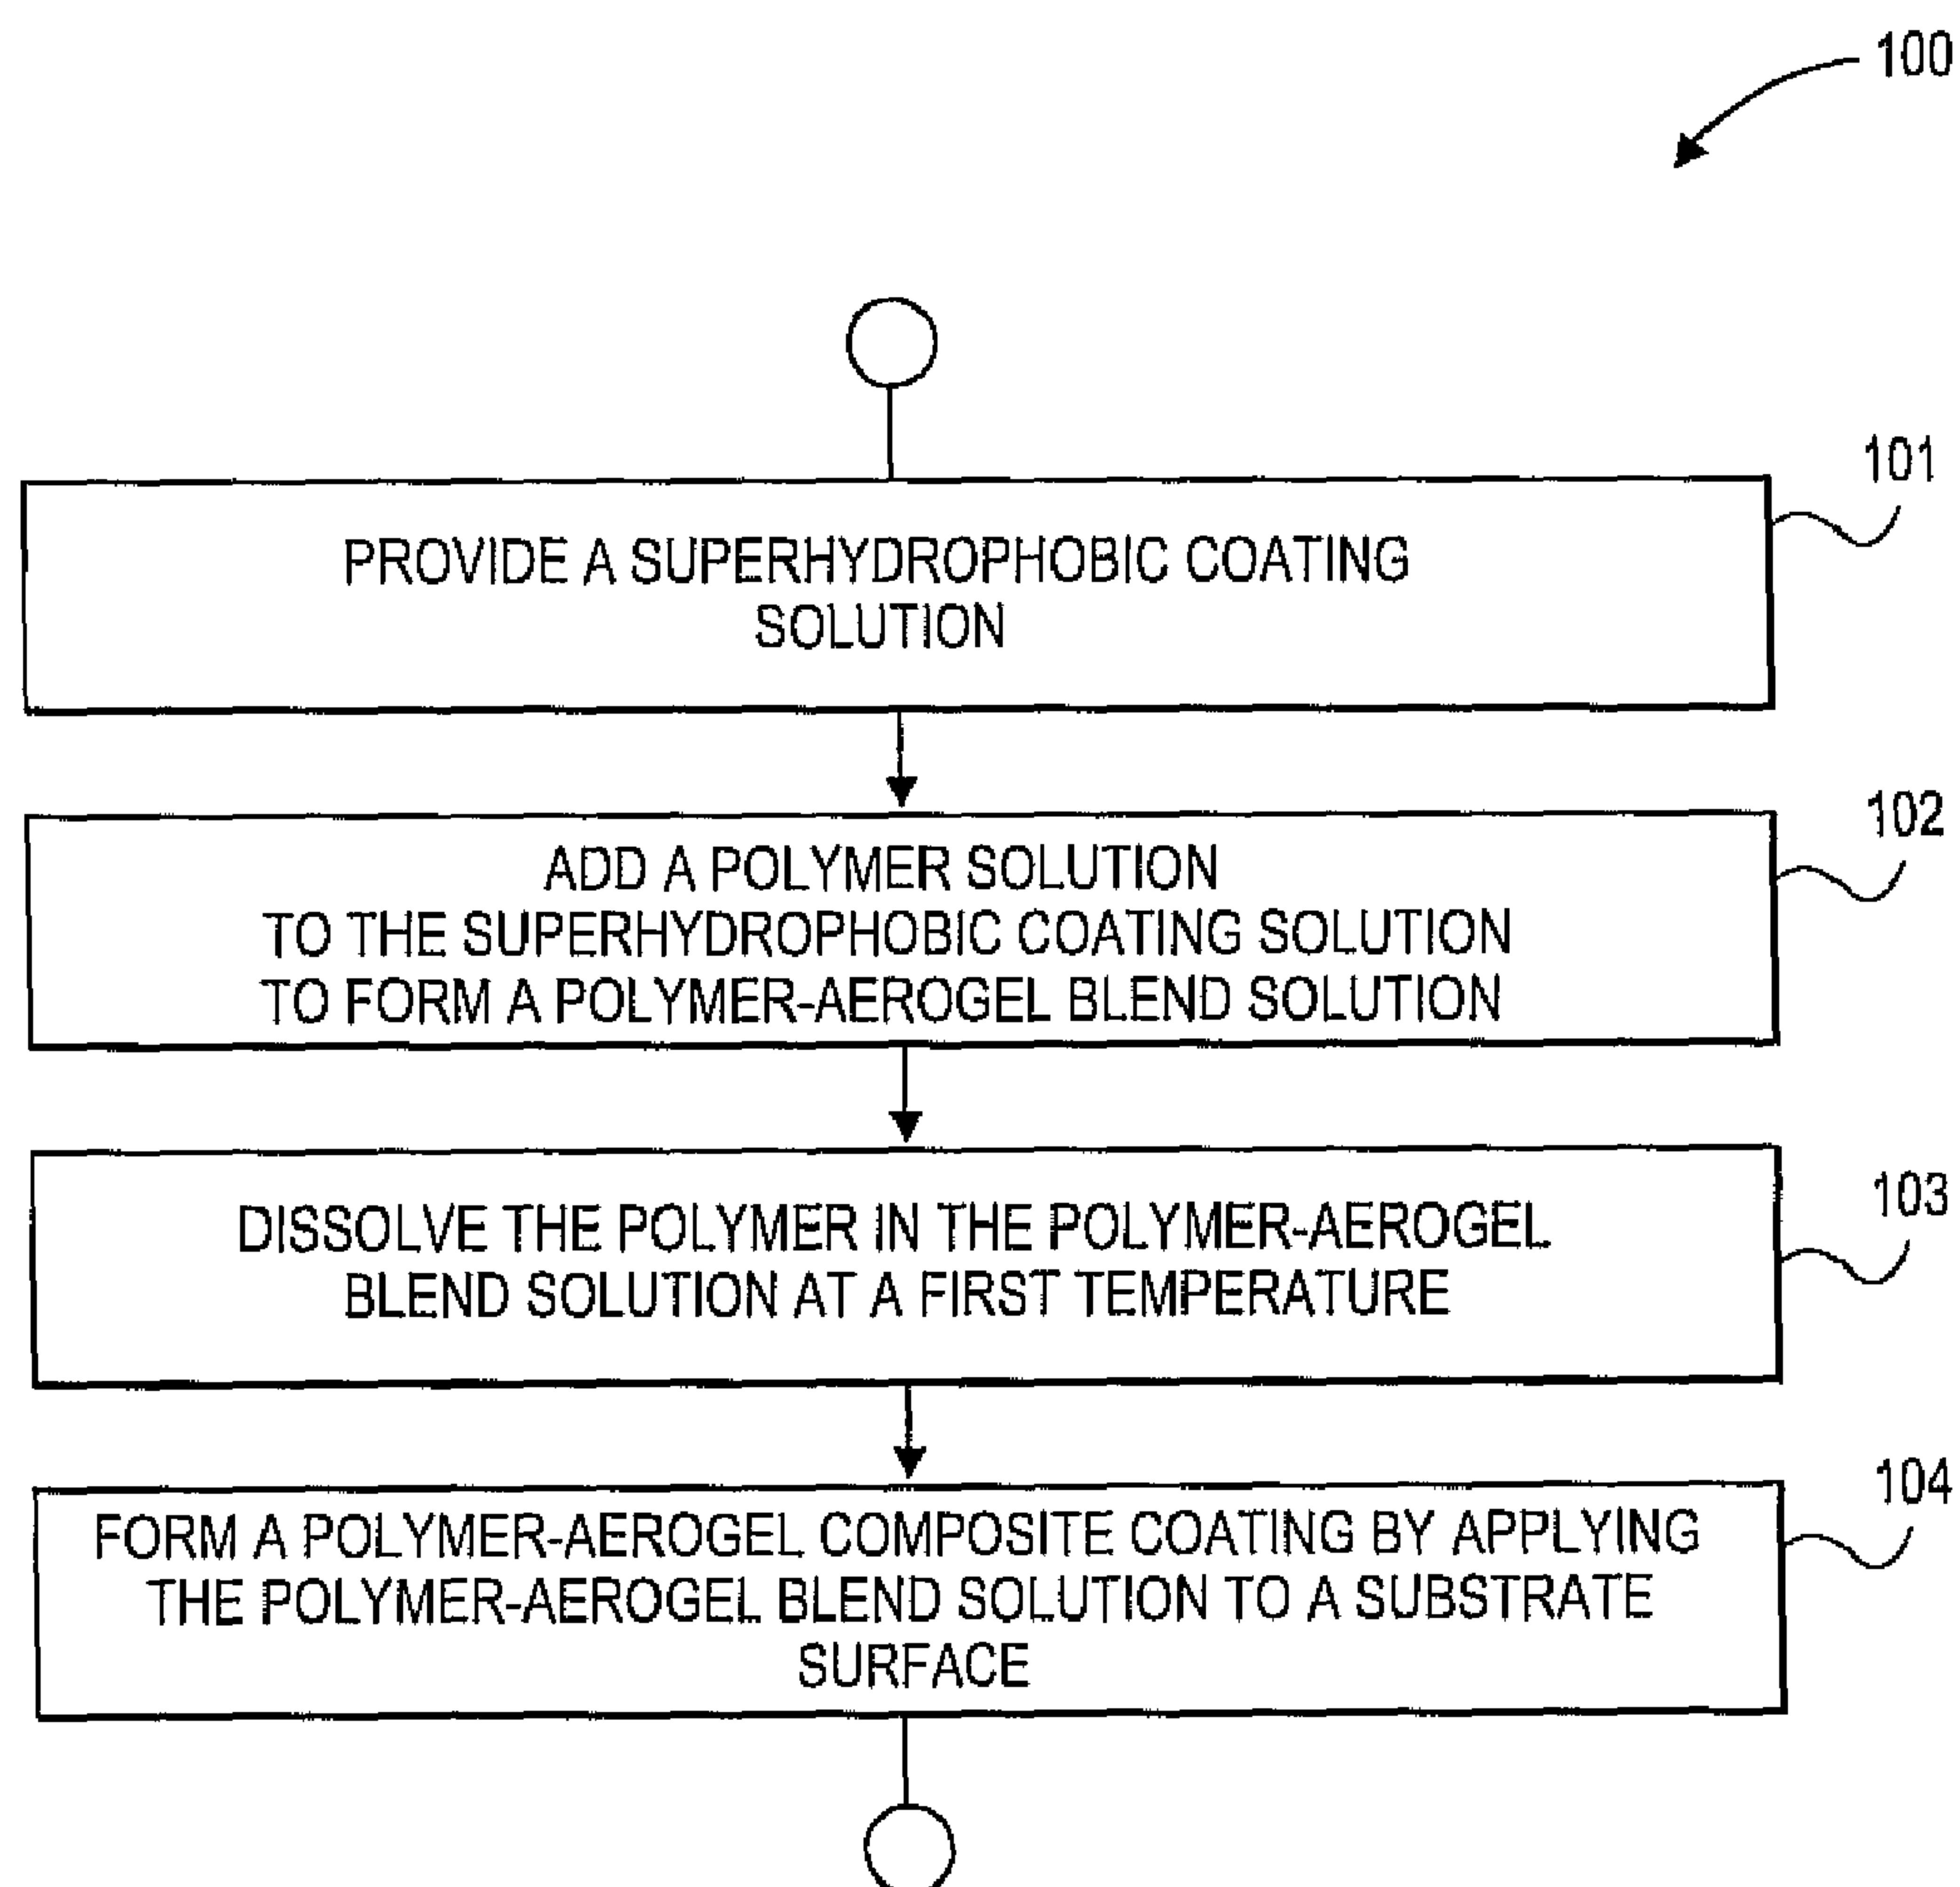 100
101
PROVIDE A SUPERHYDROPHOBIC COATING
SOLUTION
102
ADD A POLYMER SOLUTION
TO THE SUPERHYDROPHOBIC COATING SOLUTION
TO FORM A POLYMER-AEROGEL BLEND SOLUTION
103
DISSOLVE THE POLYMER IN THE POLYMER-AEROGEL
BLEND SOLUTION AT A FIRST TEMPERATURE
104
FORM A POLYMER-AEROGEL COMPOSITE COATING BY APPLYING
THE POLYMER-AEROGEL BLEND SOLUTION TO A SUBSTRATE
SURFACE